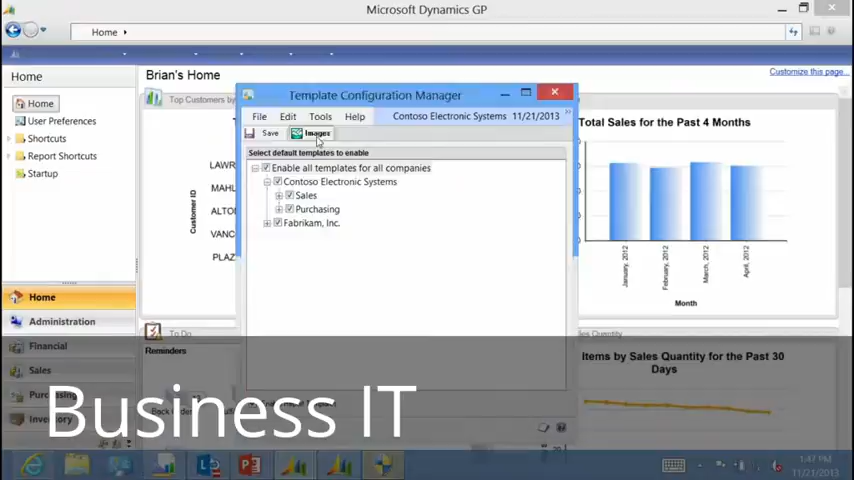 Microsoft Dynamics GP
Home
Home
Brian's Home
Customize this page...
Home
User Preferences
Shortcuts
Report Shortcuts
Startup
Top Customers by
Customer ID
LAWR
MAHL
ALTO
VANC
PLAZ
Template Configuration Manager
File Edit Tools Help
Contoso Electronic Systems 11/21/2013
Save Images
Select default templates to enable
Enable all templates for all companies
Contoso Electronic Systems
Sales
Purchasing
Fabrikam, Inc.
Total Sales for the Past 4 Months
January, 2012
February, 2012
March, 2012
April, 2012
Month
Home
Administration
Financial
Sales
Purchasing
Inventory
To Do
Reminders
Sales Quantity
Items by Sales Quantity for the Past 30
Days
Business IT
1:47 PM
11/21/2013